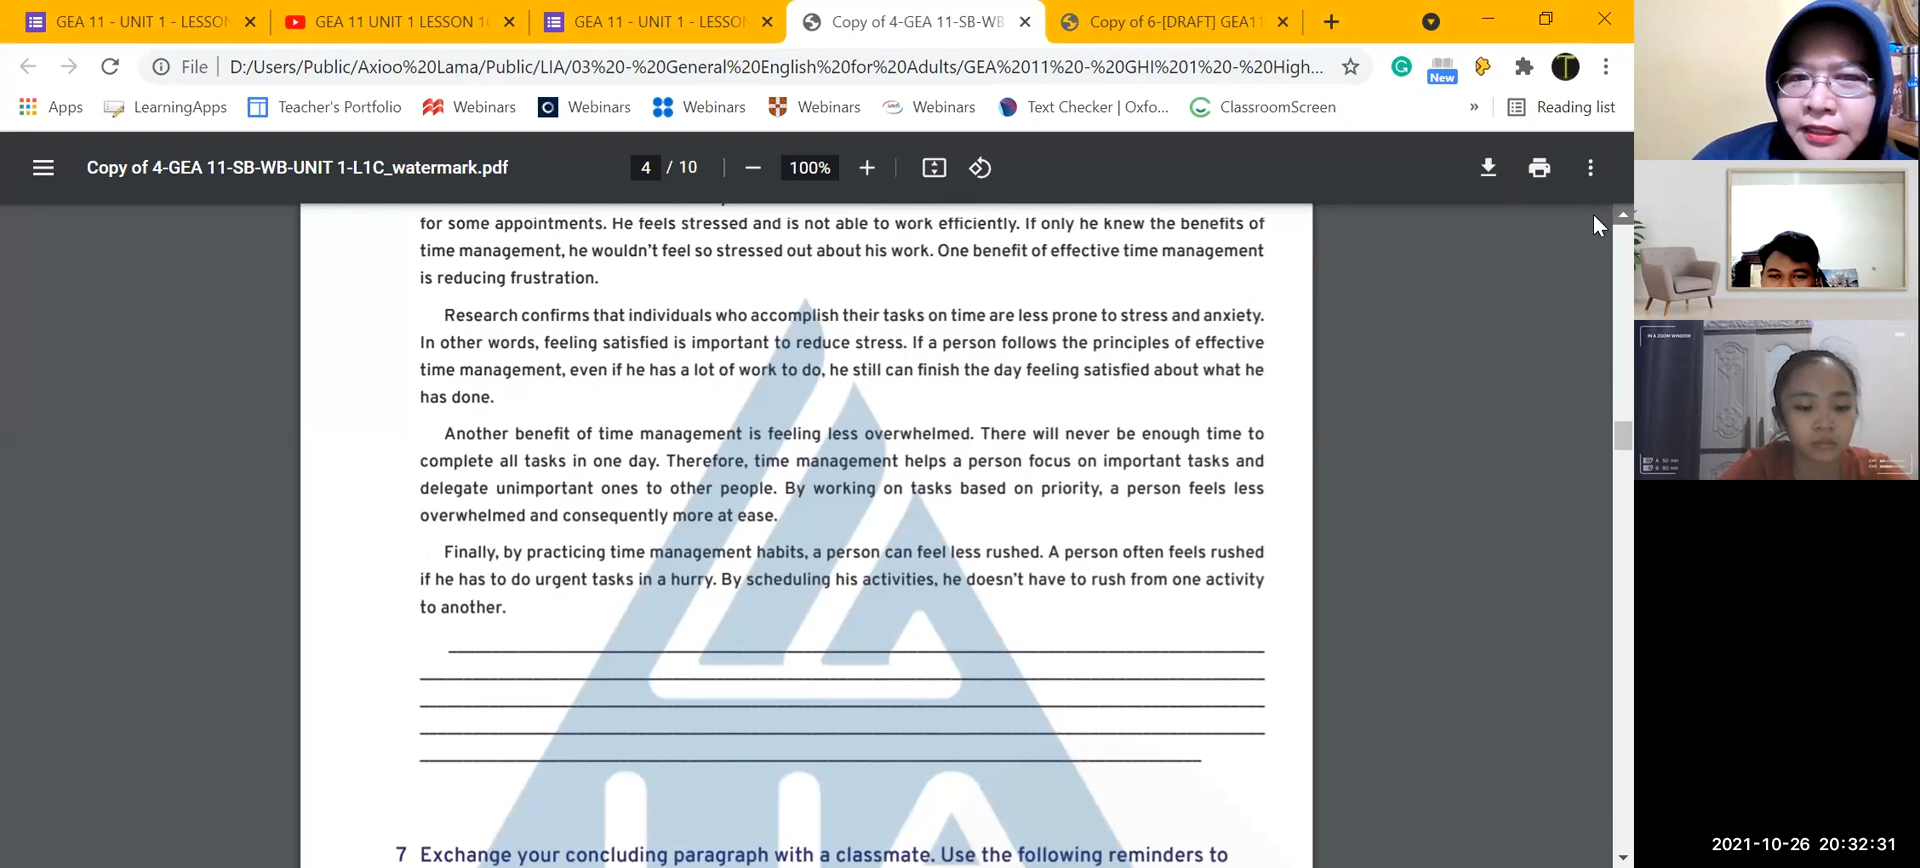 GEA 11 - UNIT 1 - LESSON
GEA 11 UNIT 1 LESSON 1
GEA 11 - UNIT 1 - LESSON
Copy of 4-GEA 11-SB-WB
Copy of 6-[DRAFT] GEA11
File
D:/Users/Public/Axioo%20Lama/Public/LIA/03%20-%20General%20English%20for%20Adults/GEA%2011%20-%20GHI%201%20-%20High...
New
Apps
LearningApps
Teacher's Portfolio
Webinars
Webinars
Webinars
Webinars
Webinars
Text Checker | Oxfo...
ClassroomScreen
»
Reading list
Copy of 4-GEA 11-SB-WB-UNIT 1-L1C_watermark.pdf
4 / 10
100%
for some appointments. He feels stressed and is not able to work efficiently. If only he knew the benefits of
time management, he wouldn't feel so stressed out about his work. One benefit of effective time management
is reducing frustration.
Research confirms that individuals who accomplish their tasks on time are less prone to stress and anxiety.
In other words, feeling satisfied is important to reduce stress. If a person follows the principles of effective
time management, even if he has a lot of work to do, he still can finish the day feeling satisfied about what he
has done.
Another benefit of time management is feeling less overwhelmed. There will never be enough time to
complete all tasks in one day. Therefore, time management helps a person focus on important tasks and
delegate unimportant ones to other people. By working on tasks based on priority, a person feels less
overwhelmed and consequently more at ease.
Finally, by practicing time management habits, a person can feel less rushed. A person often feels rushed
if he has to do urgent tasks in a hurry. By scheduling his activities, he doesn't have to rush from one activity
to another.
LIA
7 Exchange your concluding paragraph with a classmate. Use the following reminders to
IN A ZOOM WINDOW
2021-10-26 20:32:31